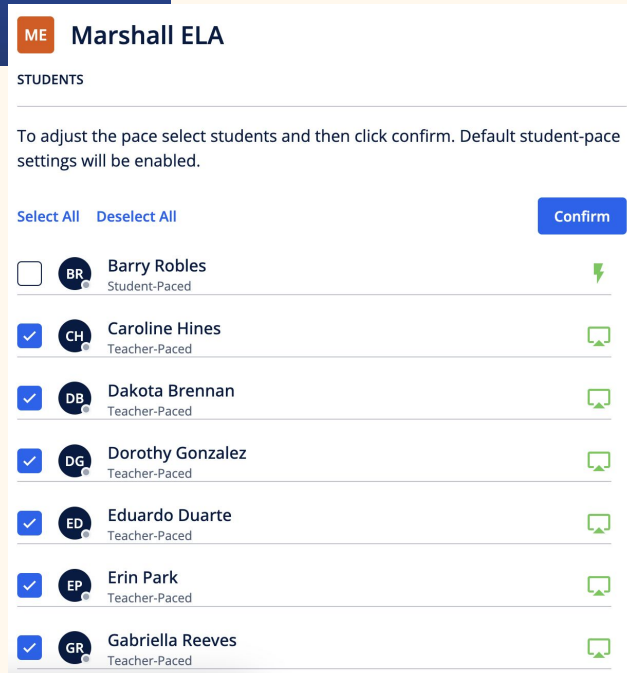 ME Marshall ELA
STUDENTS
To adjust the pace select students and then click confirm. Default student-pace
settings will be enabled.
Select All Deselect All Confirm
BR Barry Robles
Student-Paced
CH Caroline Hines
Teacher-Paced
DB Dakota Brennan
Teacher-Paced
DG Dorothy Gonzalez
Teacher-Paced
ED Eduardo Duarte
Teacher-Paced
EP Erin Park
Teacher-Paced
GR Gabriella Reeves
Teacher-Paced